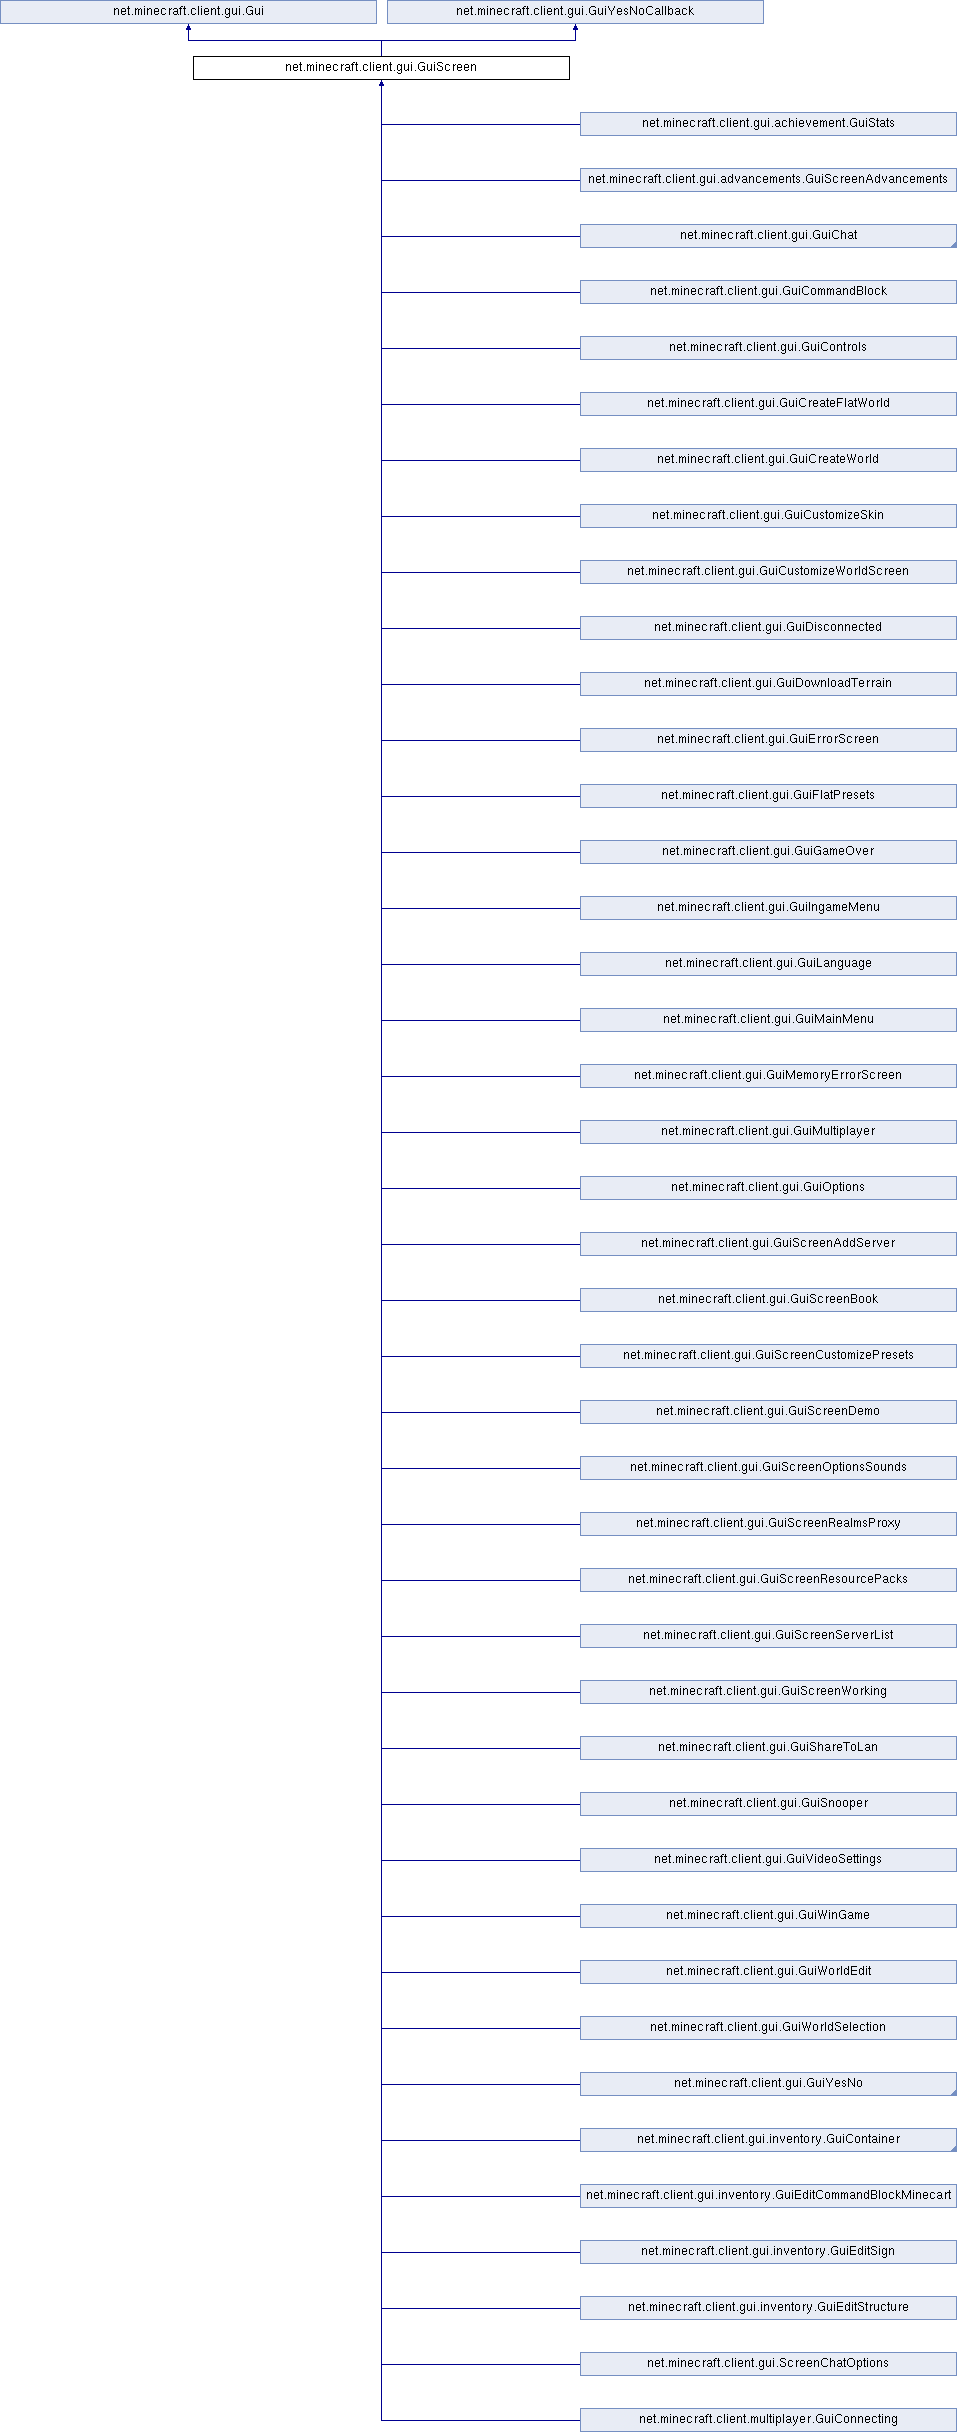 net.minecraft.client.gui.Gui
net.minecraft.client.gui.GuiYesNoCallback
net.minecraft.client.gui.GuiScreen
net.minecraft.client.gui.achievement.GuiStats
net.minecraft.client.gui.advancements.GuiScreenAdvancements
net.minecraft.client.gui.GuiChat
net.minecraft.client.gui.GuiCommandBlock
net.minecraft.client.gui.GuiControls
net.minecraft.client.gui.GuiCreateFlatWorld
net.minecraft.client.gui.GuiCreateWorld
net.minecraft.client.gui.GuiCustomizeSkin
net.minecraft.client.gui.GuiCustomizeWorldScreen
net.minecraft.client.gui.GuiDisconnected
net.minecraft.client.gui.GuiDownloadTerrain
net.minecraft.client.gui.GuiErrorScreen
net.minecraft.client.gui.GuiFlatPresets
net.minecraft.client.gui.GuiGameOver
net.minecraft.client.gui.GuiIngameMenu
net.minecraft.client.gui.GuiLanguage
net.minecraft.client.gui.GuiMainMenu
net.minecraft.client.gui.GuiMemoryErrorScreen
net.minecraft.client.gui.GuiMultiplayer
net.minecraft.client.gui.GuiOptions
net.minecraft.client.gui.GuiScreenAddServer
net.minecraft.client.gui.GuiScreenBook
net.minecraft.client.gui.GuiScreenCustomizePresets
net.minecraft.client.gui.GuiScreenDemo
net.minecraft.client.gui.GuiScreenOptionsSounds
net.minecraft.client.gui.GuiScreenRealmsProxy
net.minecraft.client.gui.GuiScreenResourcePacks
net.minecraft.client.gui.GuiScreenServerList
net.minecraft.client.gui.GuiScreenWorking
net.minecraft.client.gui.GuiShareToLan
net.minecraft.client.gui.GuiSnooper
net.minecraft.client.gui.GuiVideoSettings
net.minecraft.client.gui.GuiWinGame
net.minecraft.client.gui.GuiWorldEdit
net.minecraft.client.gui.GuiWorldSelection
net.minecraft.client.gui.GuiYesNo
net.minecraft.client.gui.inventory.GuiContainer
net.minecraft.client.gui.inventory.GuiEditCommandBlockMinecart
net.minecraft.client.gui.inventory.GuiEditSign
net.minecraft.client.gui.inventory.GuiEditStructure
net.minecraft.client.gui.ScreenChatOptions
net.minecraft.client.multiplayer.GuiConnecting